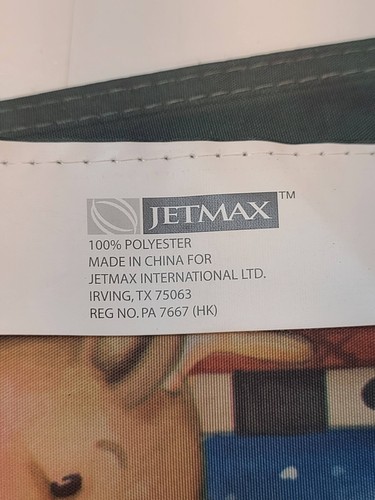 JETMAX™
100% POLYESTER
MADE IN CHINA FOR
JETMAX INTERNATIONAL LTD.
IRVING, TX 75063
REG NO. PA 7667 (HK)